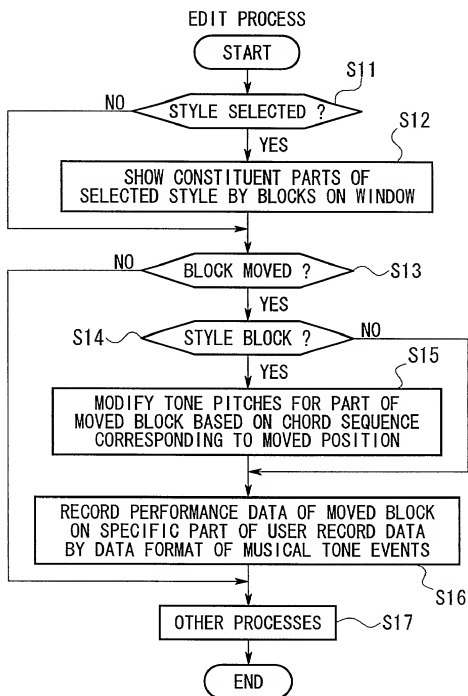 EDIT PROCESS
START
S11
NO
STYLE SELECTED ?
S12
YES
SHOW CONSTITUENT PARTS OF
SELECTED STYLE BY BLOCKS ON WINDOW
NO
BLOCK MOVED ?
S13
YES
S14
STYLE BLOCK ?
NO
S15
YES
MODIFY TONE PITCHES FOR PART OF
MOVED BLOCK BASED ON CHORD SEQUENCE
CORRESPONDING TO MOVED POSITION
RECORD PERFORMANCE DATA OF MOVED BLOCK
ON SPECIFIC PART OF USER RECORD DATA
BY DATA FORMAT OF MUSICAL TONE EVENTS
S16
OTHER PROCESSES
S17
END